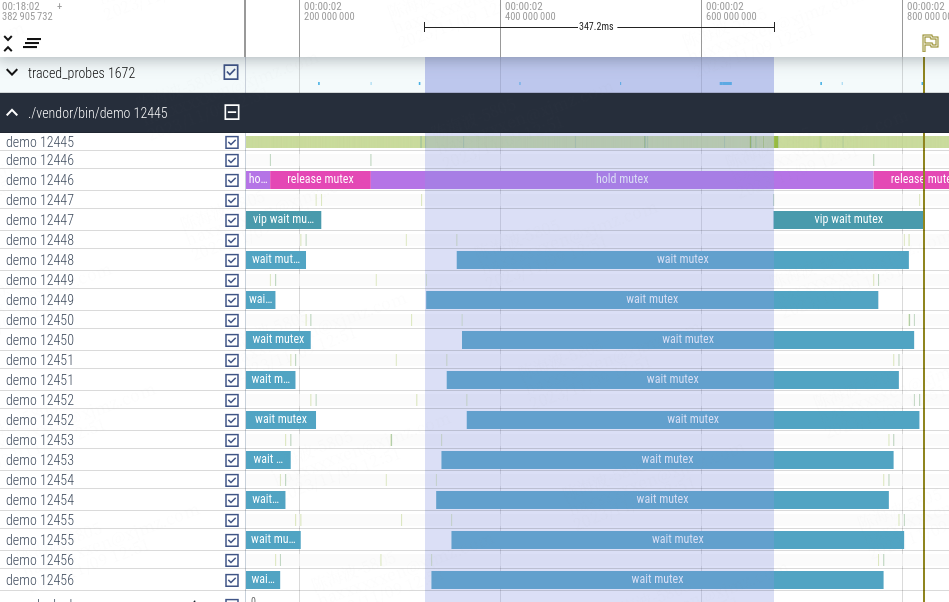 00:18:02 +
382 905 732
00:00:02
200 000 000
00:00:02
400 000 000
00:00:02
600 000 000
00:00:02
800 000 0
347.2ms
traced_probes 1672
./vendor/bin/demo 12445
demo 12445
demo 12446
demo 12446
ho...
release mutex
hold mutex
release mute
demo 12447
demo 12447
vip wait mu...
vip wait mutex
demo 12448
demo 12448
wait mut...
wait mutex
demo 12449
demo 12449
wai...
wait mutex
demo 12450
demo 12450
wait mutex
wait mutex
demo 12451
demo 12451
wait m...
wait mutex
demo 12452
demo 12452
wait mutex
wait mutex
demo 12453
demo 12453
wait ...
wait mutex
demo 12454
demo 12454
wait...
wait mutex
demo 12455
demo 12455
wait mu...
wait mutex
demo 12456
demo 12456
wai...
wait mutex
0